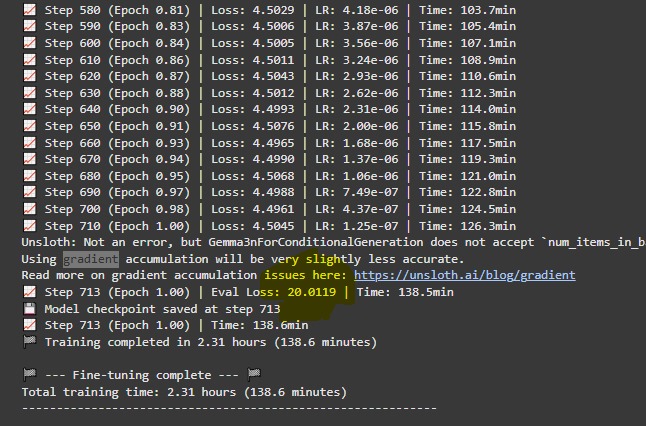 📈 Step 580 (Epoch 0.81) | Loss: 4.5029 | LR: 4.18e-06 | Time: 103.7min
📈 Step 590 (Epoch 0.83) | Loss: 4.5006 | LR: 3.87e-06 | Time: 105.4min
📈 Step 600 (Epoch 0.84) | Loss: 4.5005 | LR: 3.56e-06 | Time: 107.1min
📈 Step 610 (Epoch 0.86) | Loss: 4.5011 | LR: 3.24e-06 | Time: 108.9min
📈 Step 620 (Epoch 0.87) | Loss: 4.5043 | LR: 2.93e-06 | Time: 110.6min
📈 Step 630 (Epoch 0.88) | Loss: 4.5012 | LR: 2.62e-06 | Time: 112.3min
📈 Step 640 (Epoch 0.90) | Loss: 4.4993 | LR: 2.31e-06 | Time: 114.0min
📈 Step 650 (Epoch 0.91) | Loss: 4.5076 | LR: 2.00e-06 | Time: 115.8min
📈 Step 660 (Epoch 0.93) | Loss: 4.4965 | LR: 1.68e-06 | Time: 117.5min
📈 Step 670 (Epoch 0.94) | Loss: 4.4990 | LR: 1.37e-06 | Time: 119.3min
📈 Step 680 (Epoch 0.95) | Loss: 4.5068 | LR: 1.06e-06 | Time: 121.0min
📈 Step 690 (Epoch 0.97) | Loss: 4.4988 | LR: 7.49e-07 | Time: 122.8min
📈 Step 700 (Epoch 0.98) | Loss: 4.4961 | LR: 4.37e-07 | Time: 124.5min
📈 Step 710 (Epoch 1.00) | Loss: 4.5045 | LR: 1.25e-07 | Time: 126.3min
Unsloth: Not an error, but Gemma3nForConditionalGeneration does not accept `num_items_in_ba
Using gradient accumulation will be very slightly less accurate.
Read more on gradient accumulation issues here: https://unsloth.ai/blog/gradient
📈 Step 713 (Epoch 1.00) | Eval Loss: 20.0119 | Time: 138.5min
💾 Model checkpoint saved at step 713
📈 Step 713 (Epoch 1.00) | Time: 138.6min
🏁 Training completed in 2.31 hours (138.6 minutes)
🏁 --- Fine-tuning complete --- 🏁
Total training time: 2.31 hours (138.6 minutes)
------------------------------------------------------------